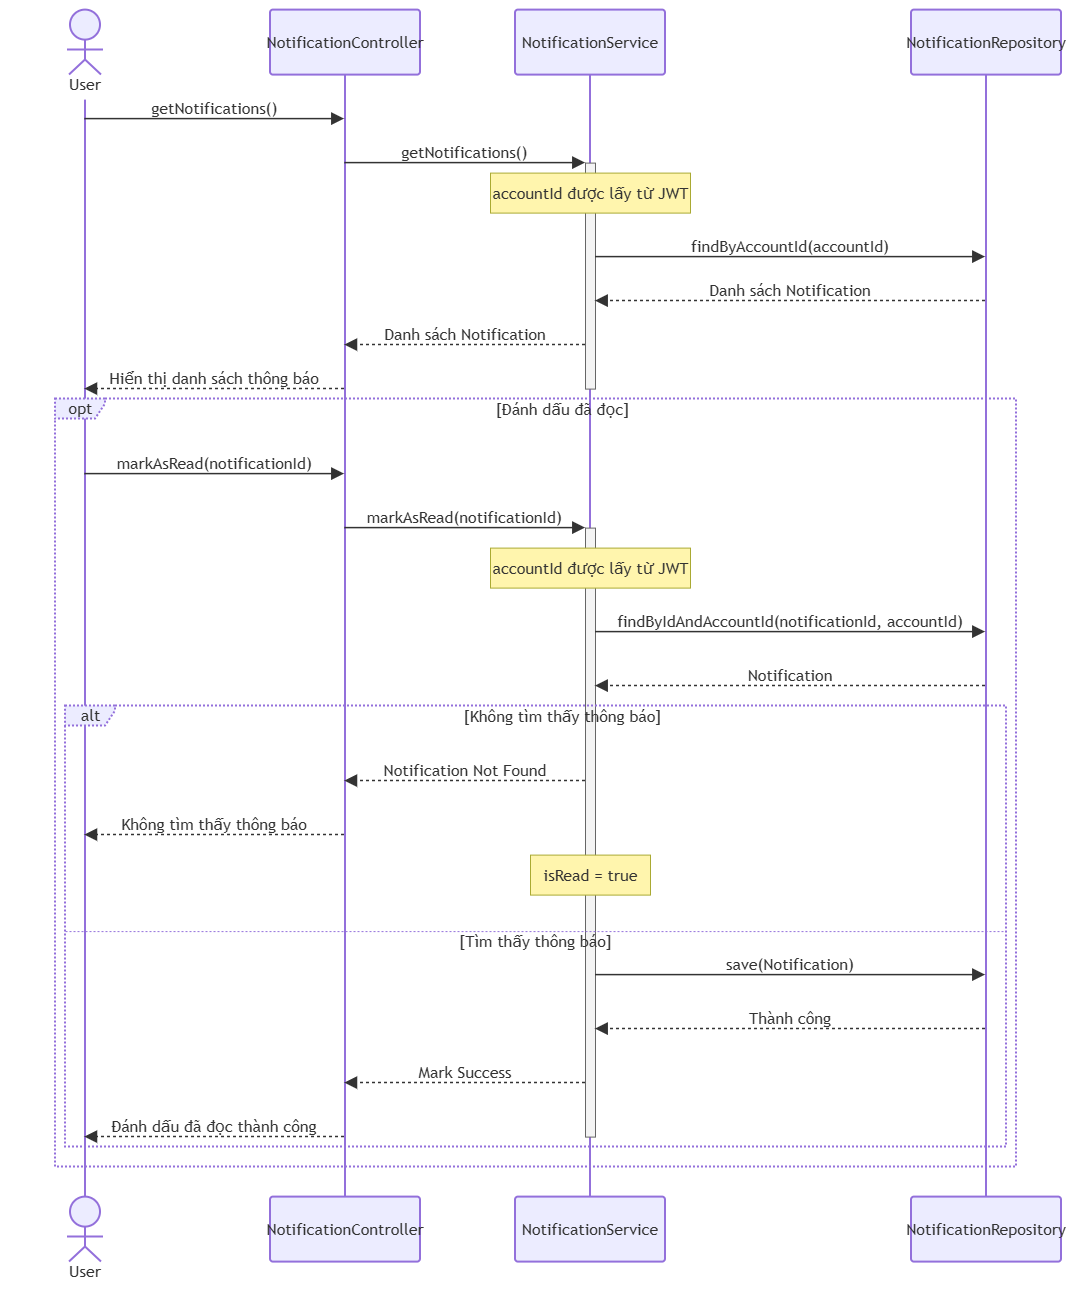 User
NotificationController
NotificationService
NotificationRepository
getNotifications()
getNotifications()
accountId được lấy từ JWT
findByAccountId(accountId)
Danh sách Notification
Danh sách Notification
Hiển thị danh sách thông báo
opt
[Đánh dấu đã đọc]
markAsRead(notificationId)
markAsRead(notificationId)
accountId được lấy từ JWT
findByIdAndAccountId(notificationId, accountId)
Notification
alt
[Không tìm thấy thông báo]
Notification Not Found
Không tìm thấy thông báo
isRead = true
[Tìm thấy thông báo]
save(Notification)
Thành công
Mark Success
Đánh dấu đã đọc thành công
NotificationController
NotificationService
NotificationRepository
User